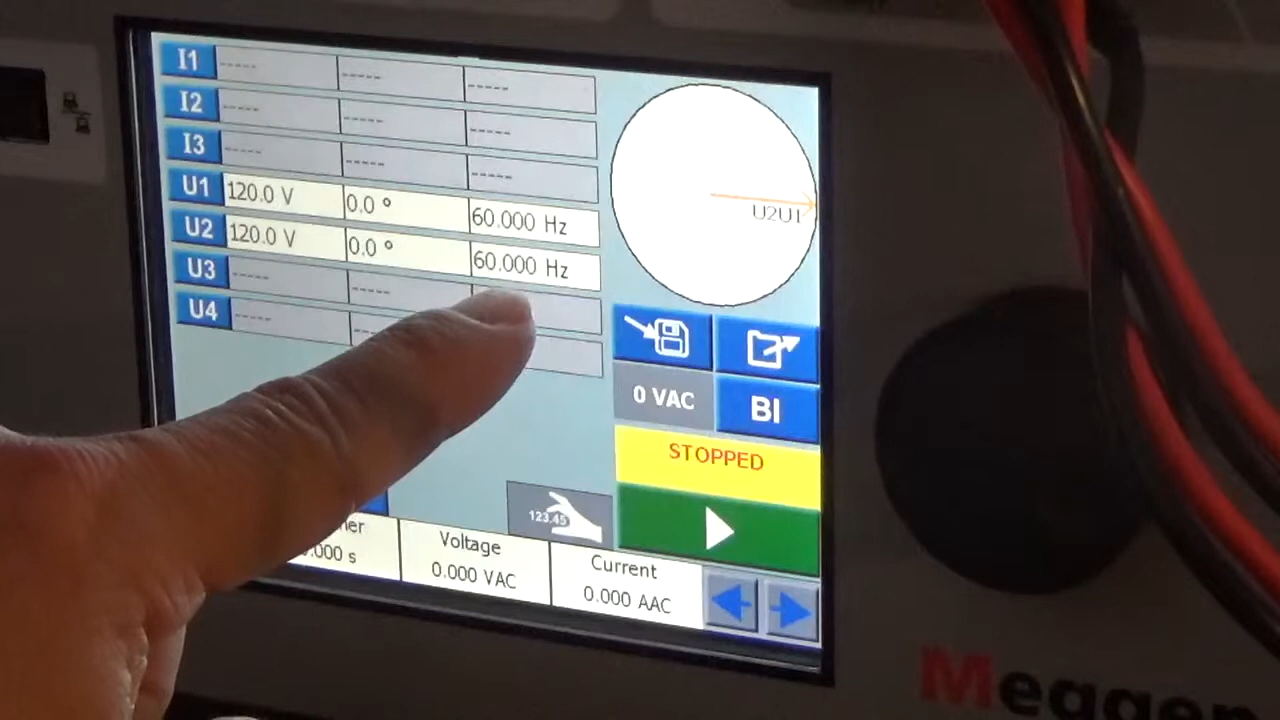 I1 ---- ----- -----
I2 ---- ----- -----
I3 ---- ----- -----
U1 120.0 V 0.0 ° 60.000 Hz
U2 120.0 V 0.0 ° 60.000 Hz
U3 ---- -----
U4 ----
U2U1
0 VAC
BI
STOPPED
123.45
.000 s
Voltage
0.000 VAC
Current
0.000 AAC
Megger